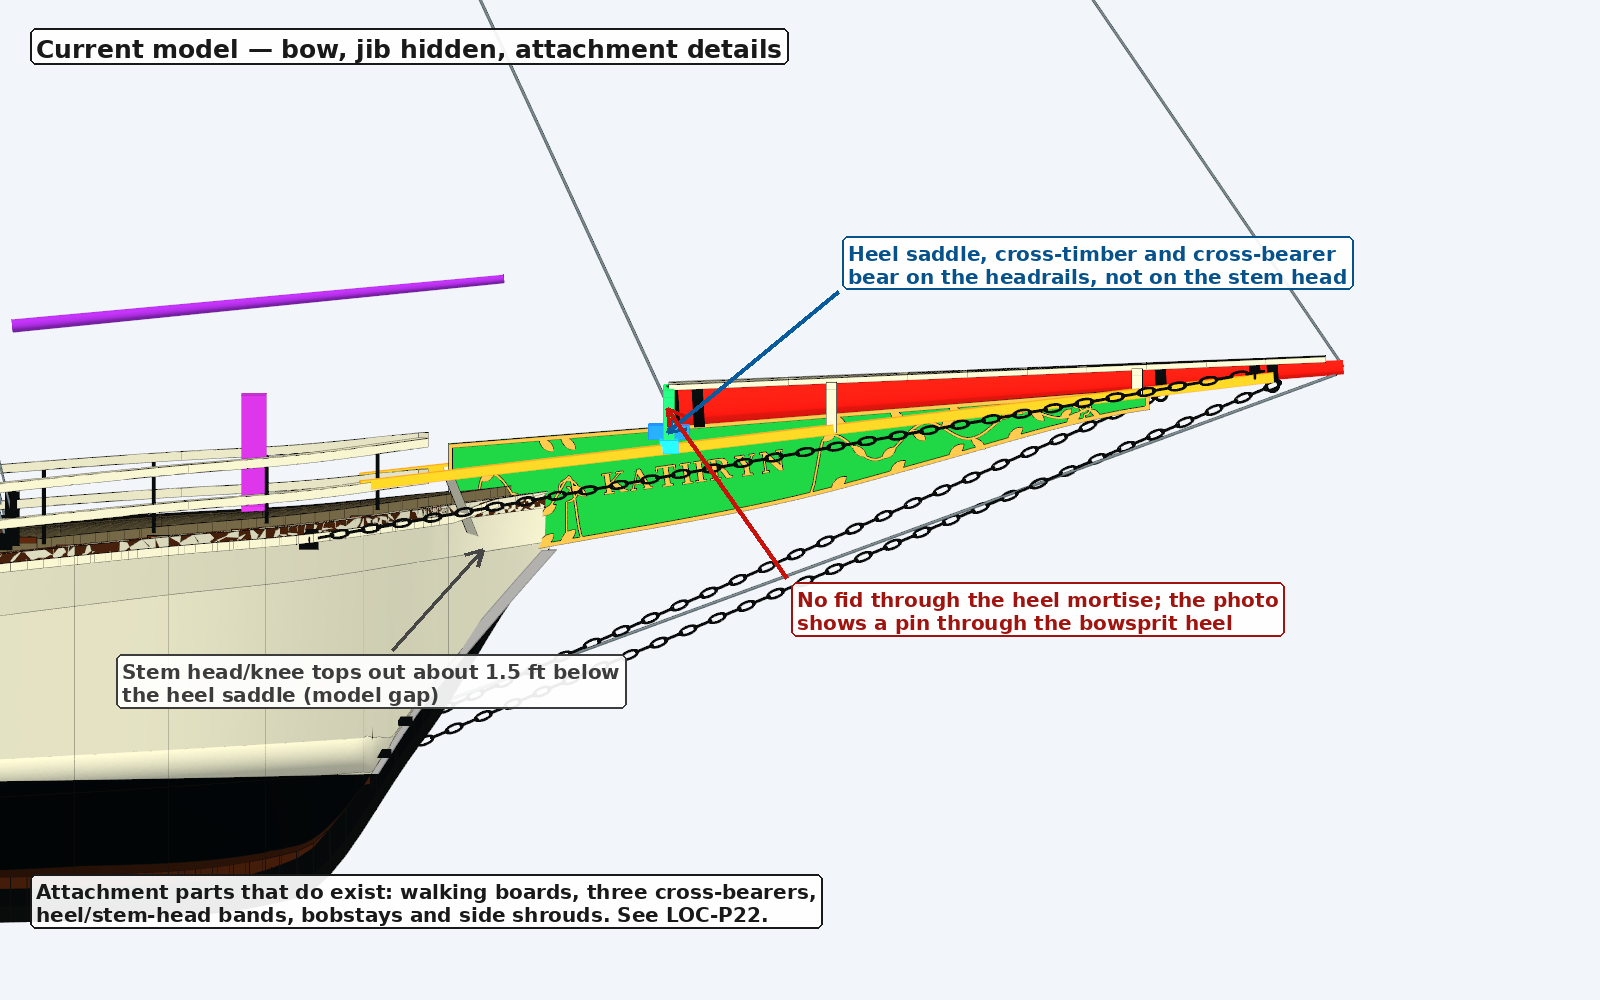 Current model — bow, jib hidden, attachment details
Heel saddle, cross-timber and cross-bearer
bear on the headrails, not on the stem head
KATHRYN
No fid through the heel mortise; the photo
shows a pin through the bowsprit heel
Stem head/knee tops out about 1.5 ft below
the heel saddle (model gap)
Attachment parts that do exist: walking boards, three cross-bearers,
heel/stem-head bands, bobstays and side shrouds. See LOC-P22.